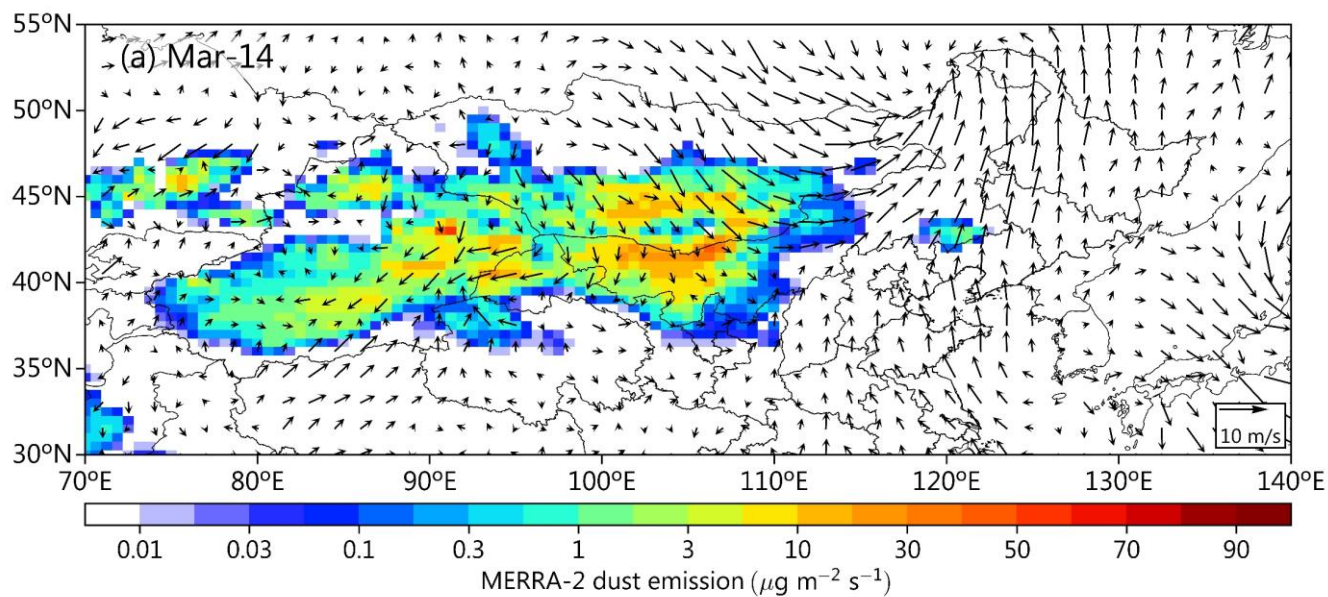 55°N
(a) Mar-14
50°N
45°N
40°N
35°N
30°N
10 m/s
70°E 80°E 90°E 100°E 110°E 120°E 130°E 140°E
0.01 0.03 0.1 0.3 1 3 10 30 50 70 90
MERRA-2 dust emission (μg m⁻² s⁻¹)